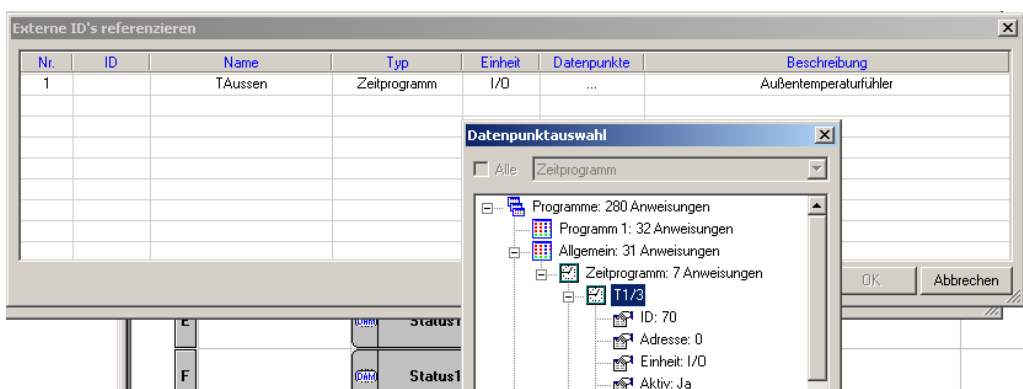 Externe ID's referenzieren
Nr. ID Name Typ Einheit Datenpunkte Beschreibung
1 TAussen Zeitprogramm I/O ... Außentemperaturfühler
Datenpunktauswahl
Alle Zeitprogramm
Programme: 280 Anweisungen
Programm 1: 32 Anweisungen
Allgemein: 31 Anweisungen
Zeitprogramm: 7 Anweisungen
T1/3
ID: 70
Adresse: 0
Einheit: I/O
Aktiv: Ja
OK Abbrechen
E DAM Status1
F DAM Status1